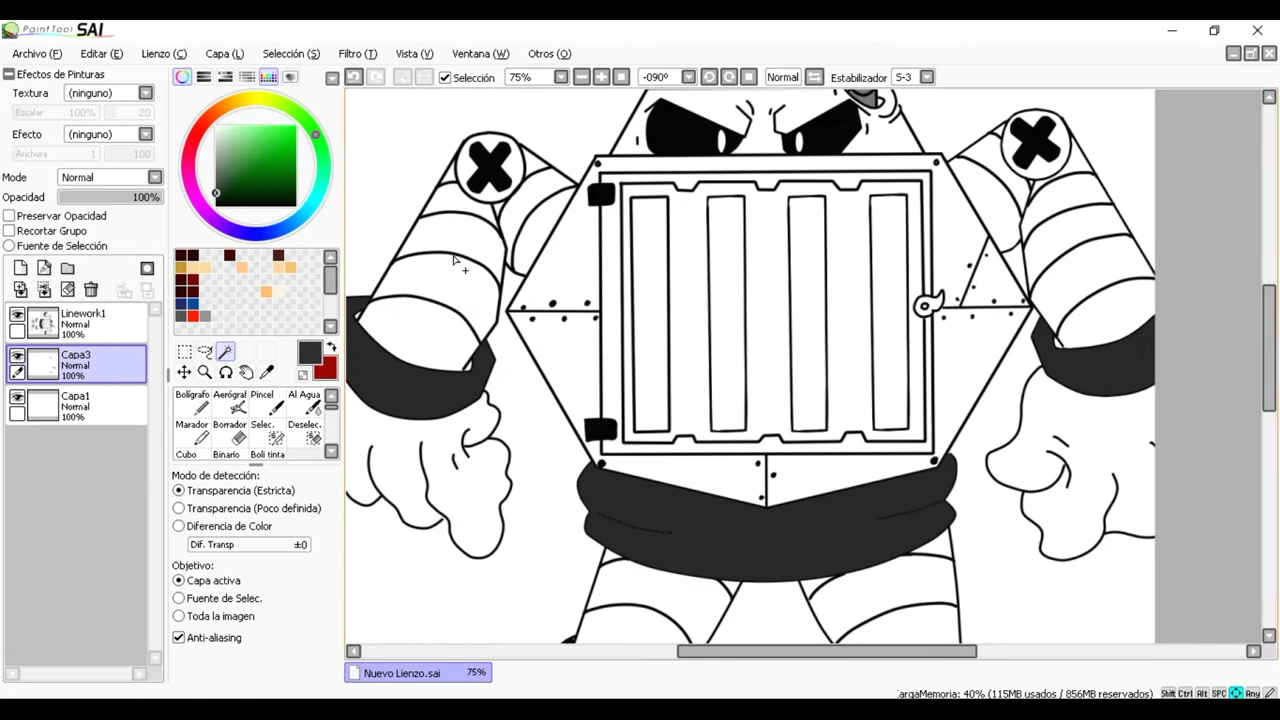 PaintTool SAI
Archivo (F) Editar (E) Lienzo (C) Capa (L) Selección (S) Filtro (T) Vista (V) Ventana (W) Otros (O)
Efectos de Pinturas
Selección 75% -090º Normal Estabilizador S-3
Textura (ninguno)
Escalar 100% 20
Efecto (ninguno)
Anchura 1 100
Modo Normal
Opacidad 100%
Preservar Opacidad
Recortar Grupo
Fuente de Selección
Linework1
Normal
100%
Capa3
Normal
100%
Capa1
Normal
100%
Bolígrafo Aerógraf Pincel Al Agua
Marador Borrador Selec. Deselec.
Cubo Binario Boli tinta
Modo de detección:
Transparencia (Estricta)
Transparencia (Poco definida)
Diferencia de Color
Dif. Transp ±0
Objetivo:
Capa activa
Fuente de Selec.
Toda la imagen
Anti-aliasing
Nuevo Lienzo.sai 75%
CargaMemoria: 40% (115MB usados / 856MB reservados) Shift Ctrl Alt SPC Any